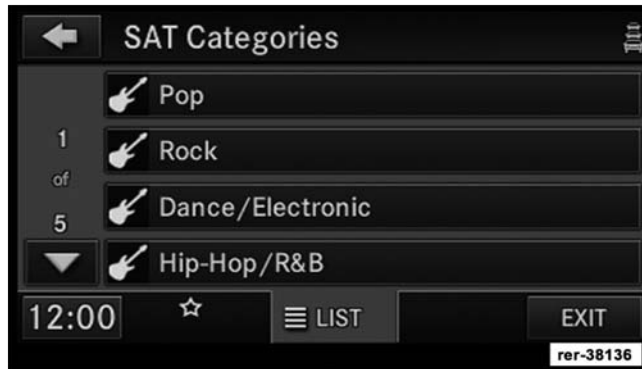 SAT Categories
Pop
1
of
5
Rock
Dance/Electronic
Hip-Hop/R&B
12:00
LIST
EXIT
rer-38136